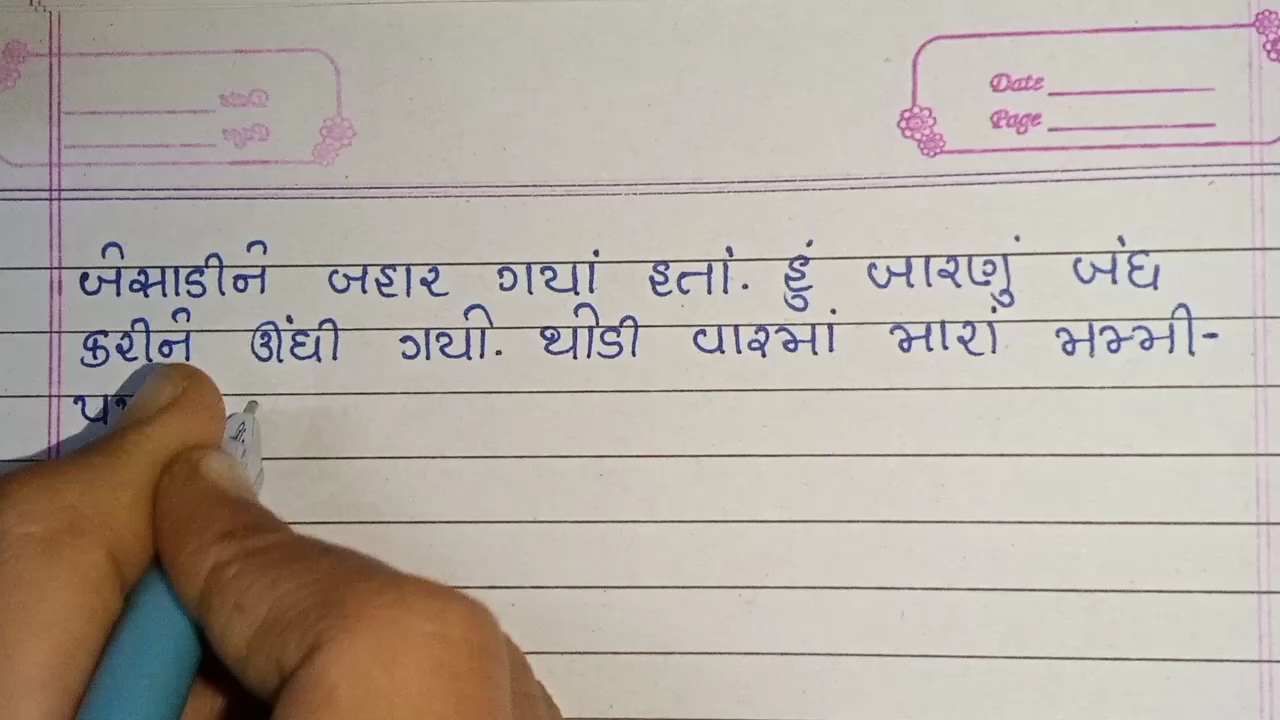 Date
Page
બેસાડીને બહાર ગયાં હતાં. હું બારણું બંધ
કરીને ઊંઘી ગયો. થોડી વારમાં મારાં મમ્મી-